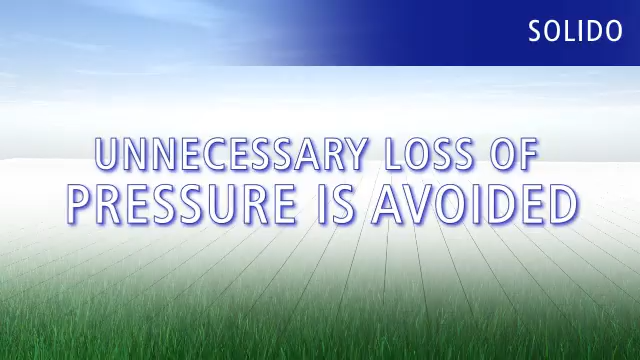 SOLIDO
UNNECESSARY LOSS OF
PRESSURE IS AVOIDED